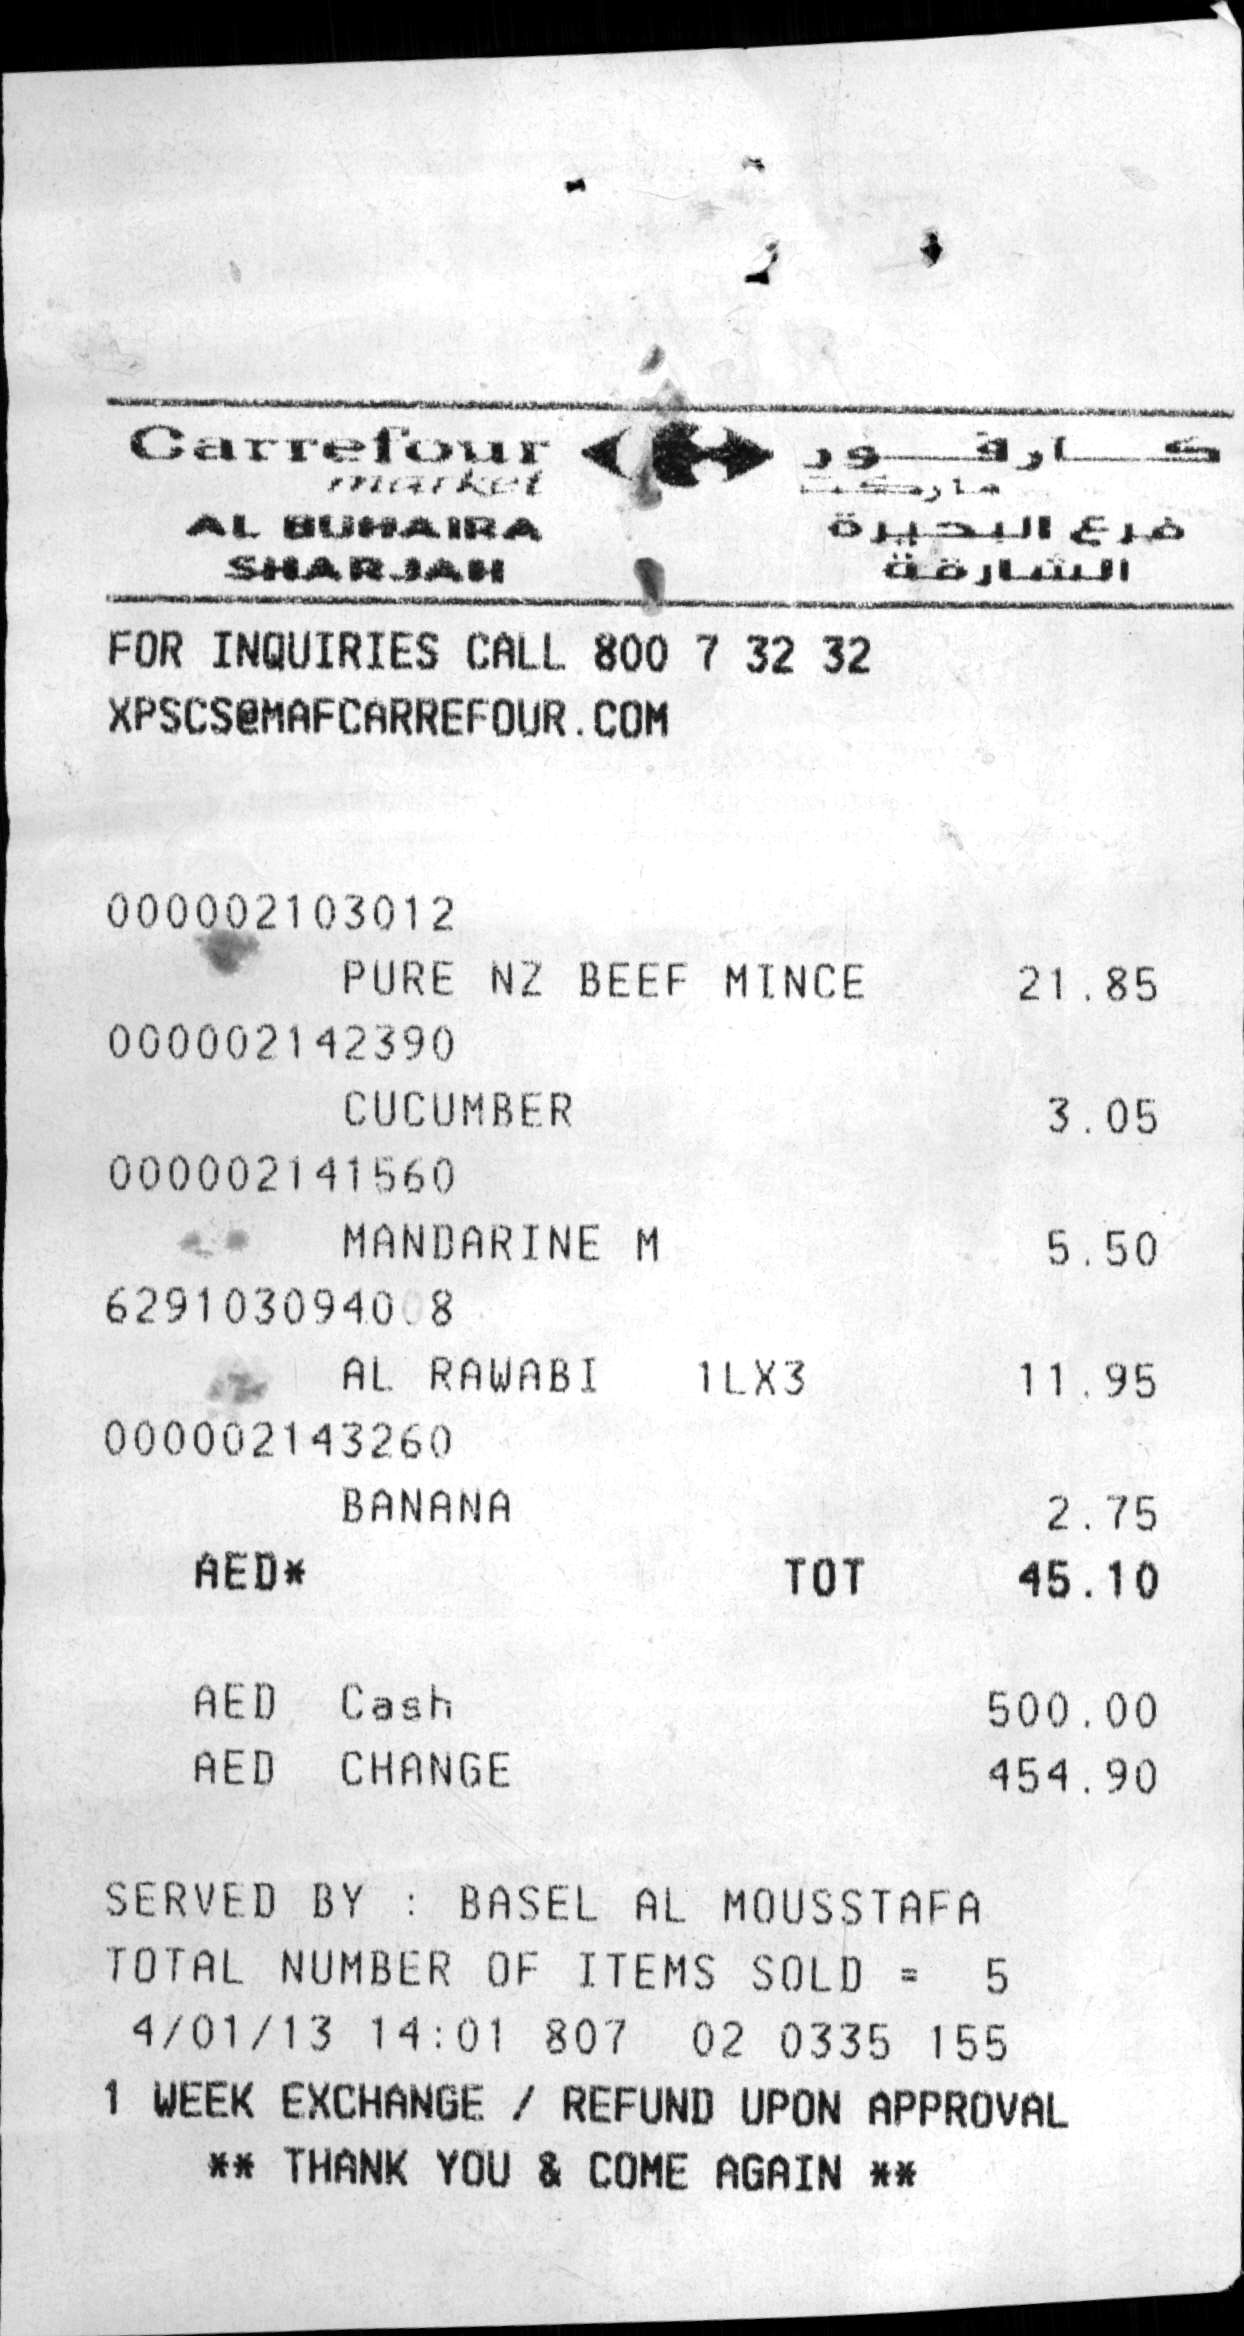 Carrefour كارفور
market ماركت
AL BUHAIRA فرع البحيرة
SHARJAH الشارقة
FOR INQUIRIES CALL 800 7 32 32
XPSCS@MAFCARREFOUR.COM
000002103012
PURE NZ BEEF MINCE 21.85
000002142390
CUCUMBER 3.05
000002141560
MANDARINE M 5.50
629103094008
AL RAWABI 1LX3 11.95
000002143260
BANANA 2.75
AED* TOT 45.10
AED Cash 500.00
AED CHANGE 454.90
SERVED BY : BASEL AL MOUSSTAFA
TOTAL NUMBER OF ITEMS SOLD = 5
4/01/13 14:01 807 02 0335 155
1 WEEK EXCHANGE / REFUND UPON APPROVAL
** THANK YOU & COME AGAIN **